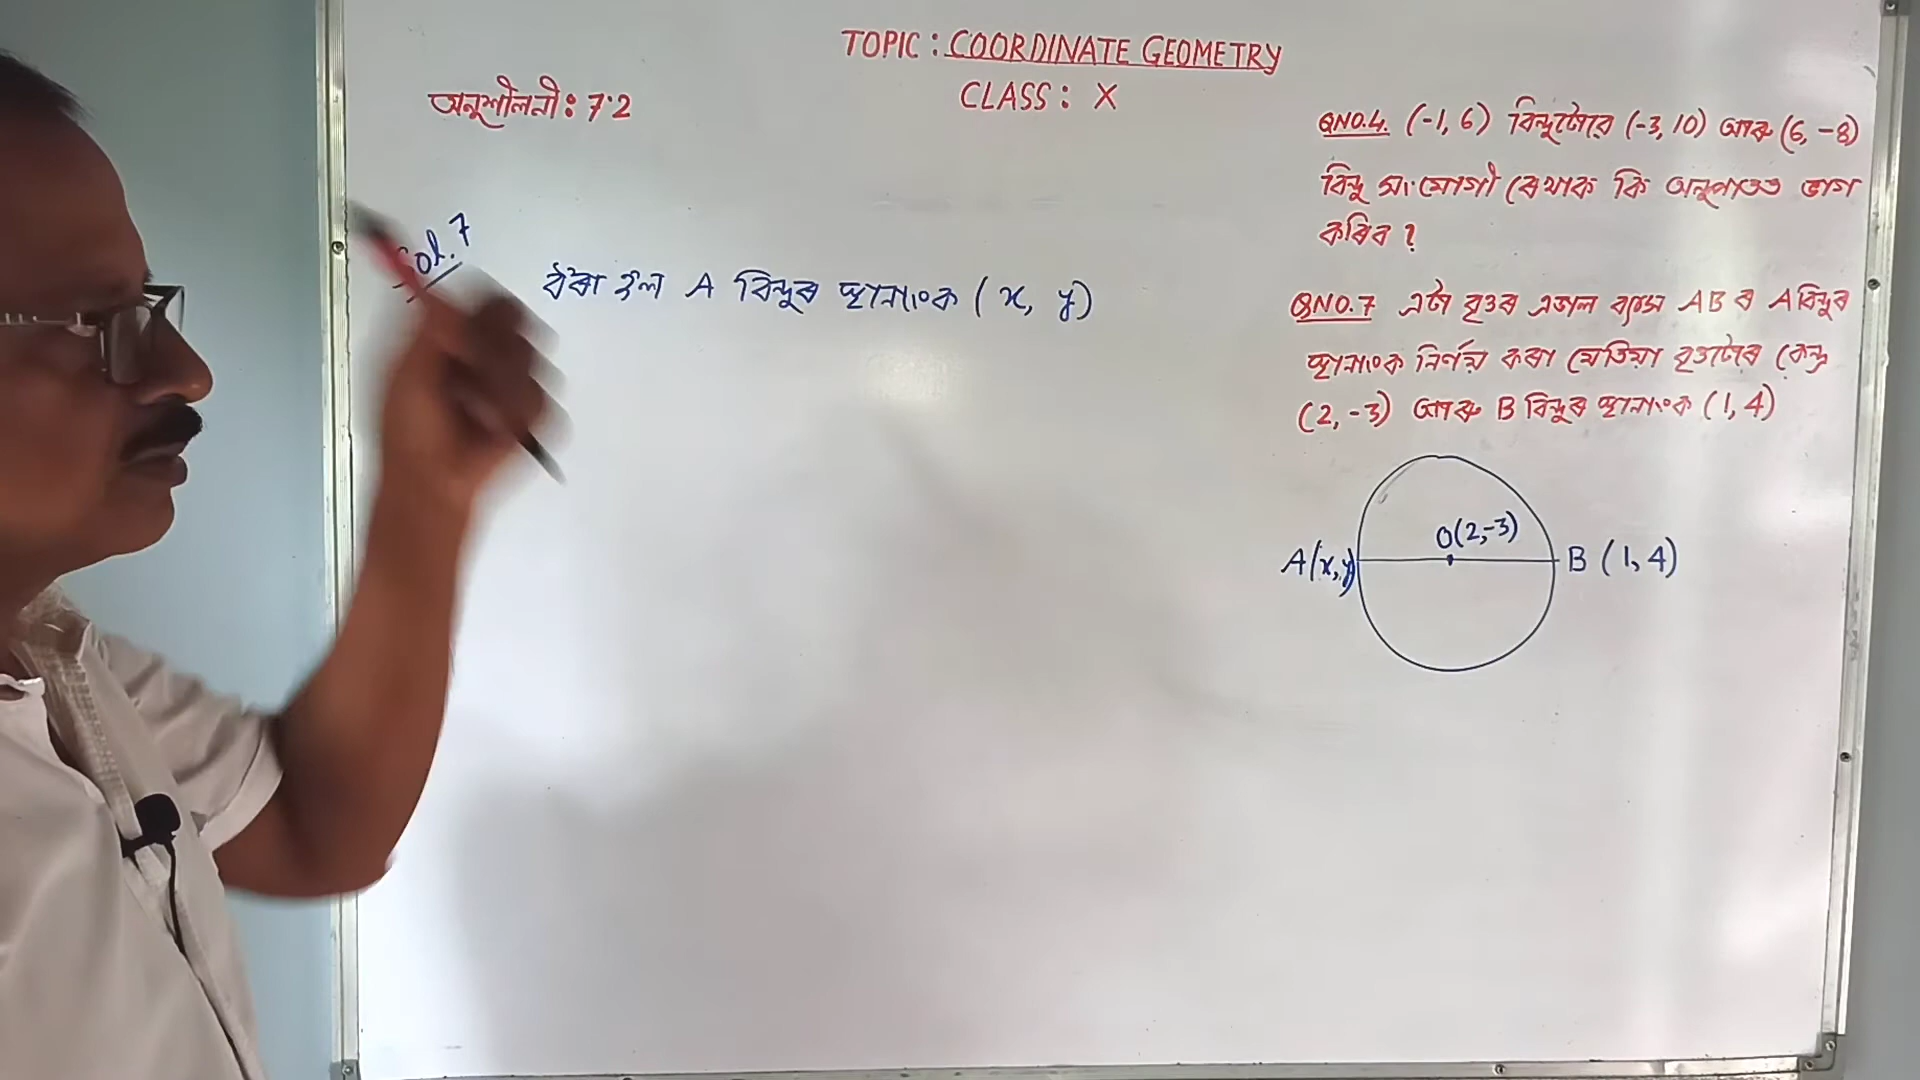 TOPIC : COORDINATE GEOMETRY
CLASS : X
অনুশীলনী : 7.2
QNO.4. (-1, 6) বিন্দুটোৱে (-3, 10) আৰু (6, -8)
বিন্দু সংযোগী ৰেখাক কি অনুপাতত ভাগ
কৰিব ?
QNO.7 এটা বৃত্তৰ এডাল ব্যাস AB ৰ A বিন্দুৰ
স্থানাংক নিৰ্ণয় কৰা যেতিয়া বৃত্তটোৰ কেন্দ্ৰ
(2, -3) আৰু B বিন্দুৰ স্থানাংক (1, 4)
Sol. 7
ধৰা হ'ল A বিন্দুৰ স্থানাংক (x, y)
O(2,-3)
A(x,y)
B (1, 4)